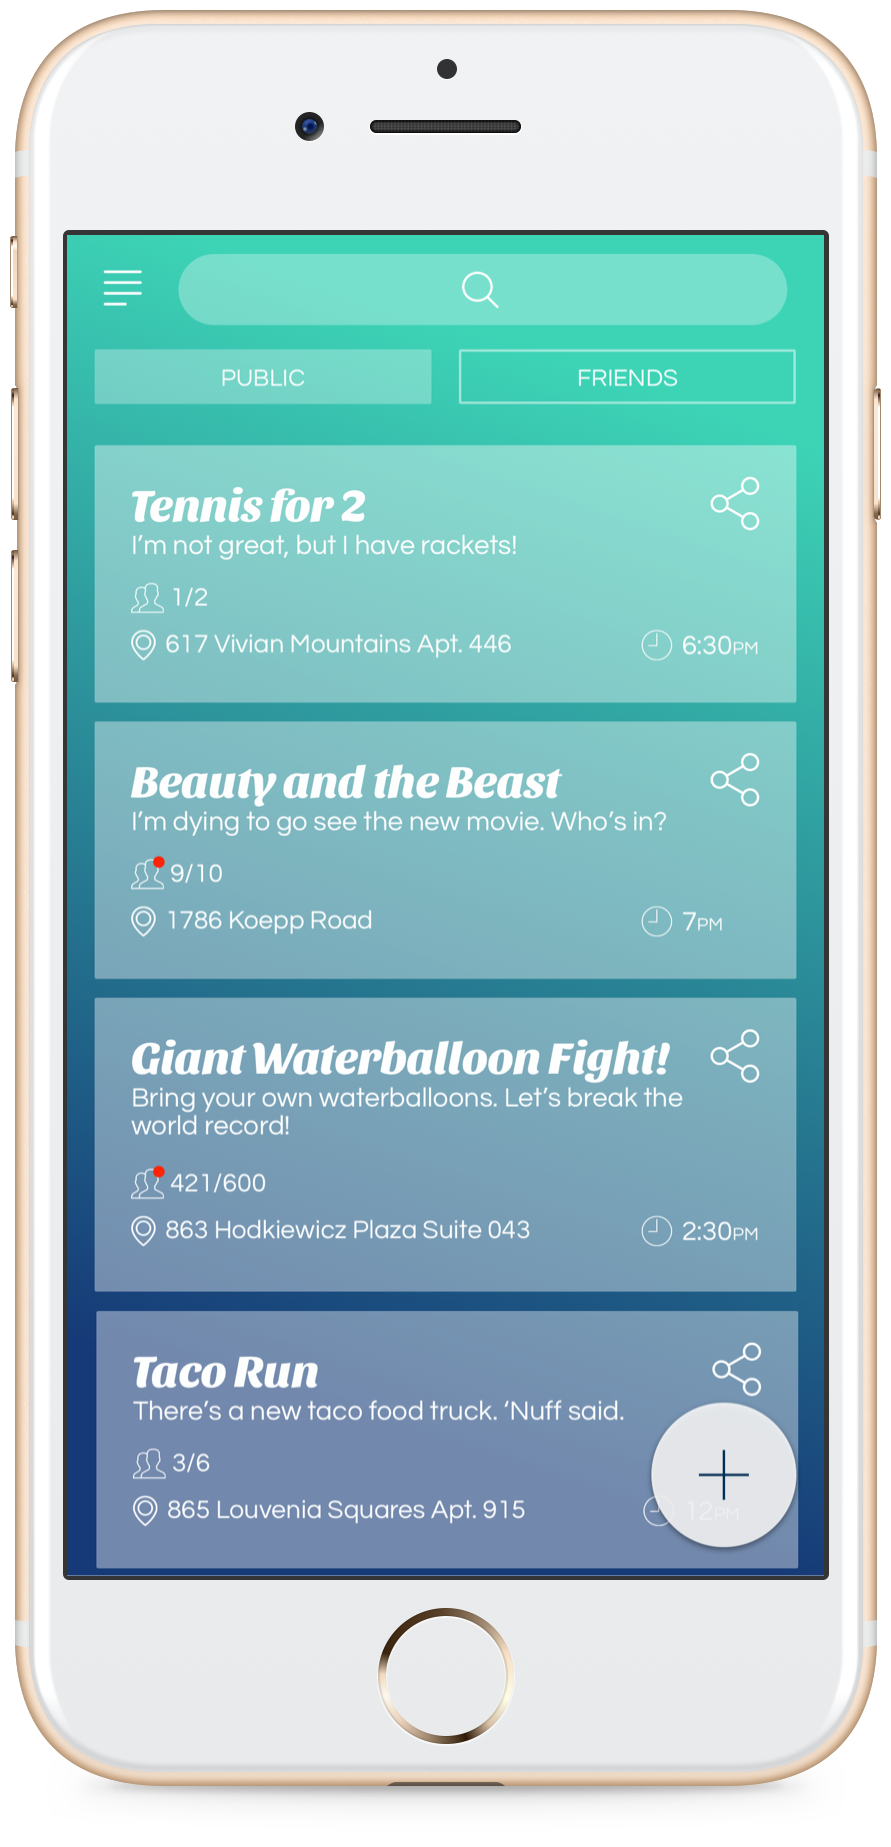 PUBLIC
FRIENDS
Tennis for 2
I’m not great, but I have rackets!
1/2
617 Vivian Mountains Apt. 446
6:30PM
Beauty and the Beast
I’m dying to go see the new movie. Who’s in?
9/10
1786 Koepp Road
7PM
Giant Waterballoon Fight!
Bring your own waterballoons. Let’s break the
world record!
421/600
863 Hodkiewicz Plaza Suite 043
2:30PM
Taco Run
There’s a new taco food truck. ‘Nuff said.
3/6
865 Louvenia Squares Apt. 915
12PM